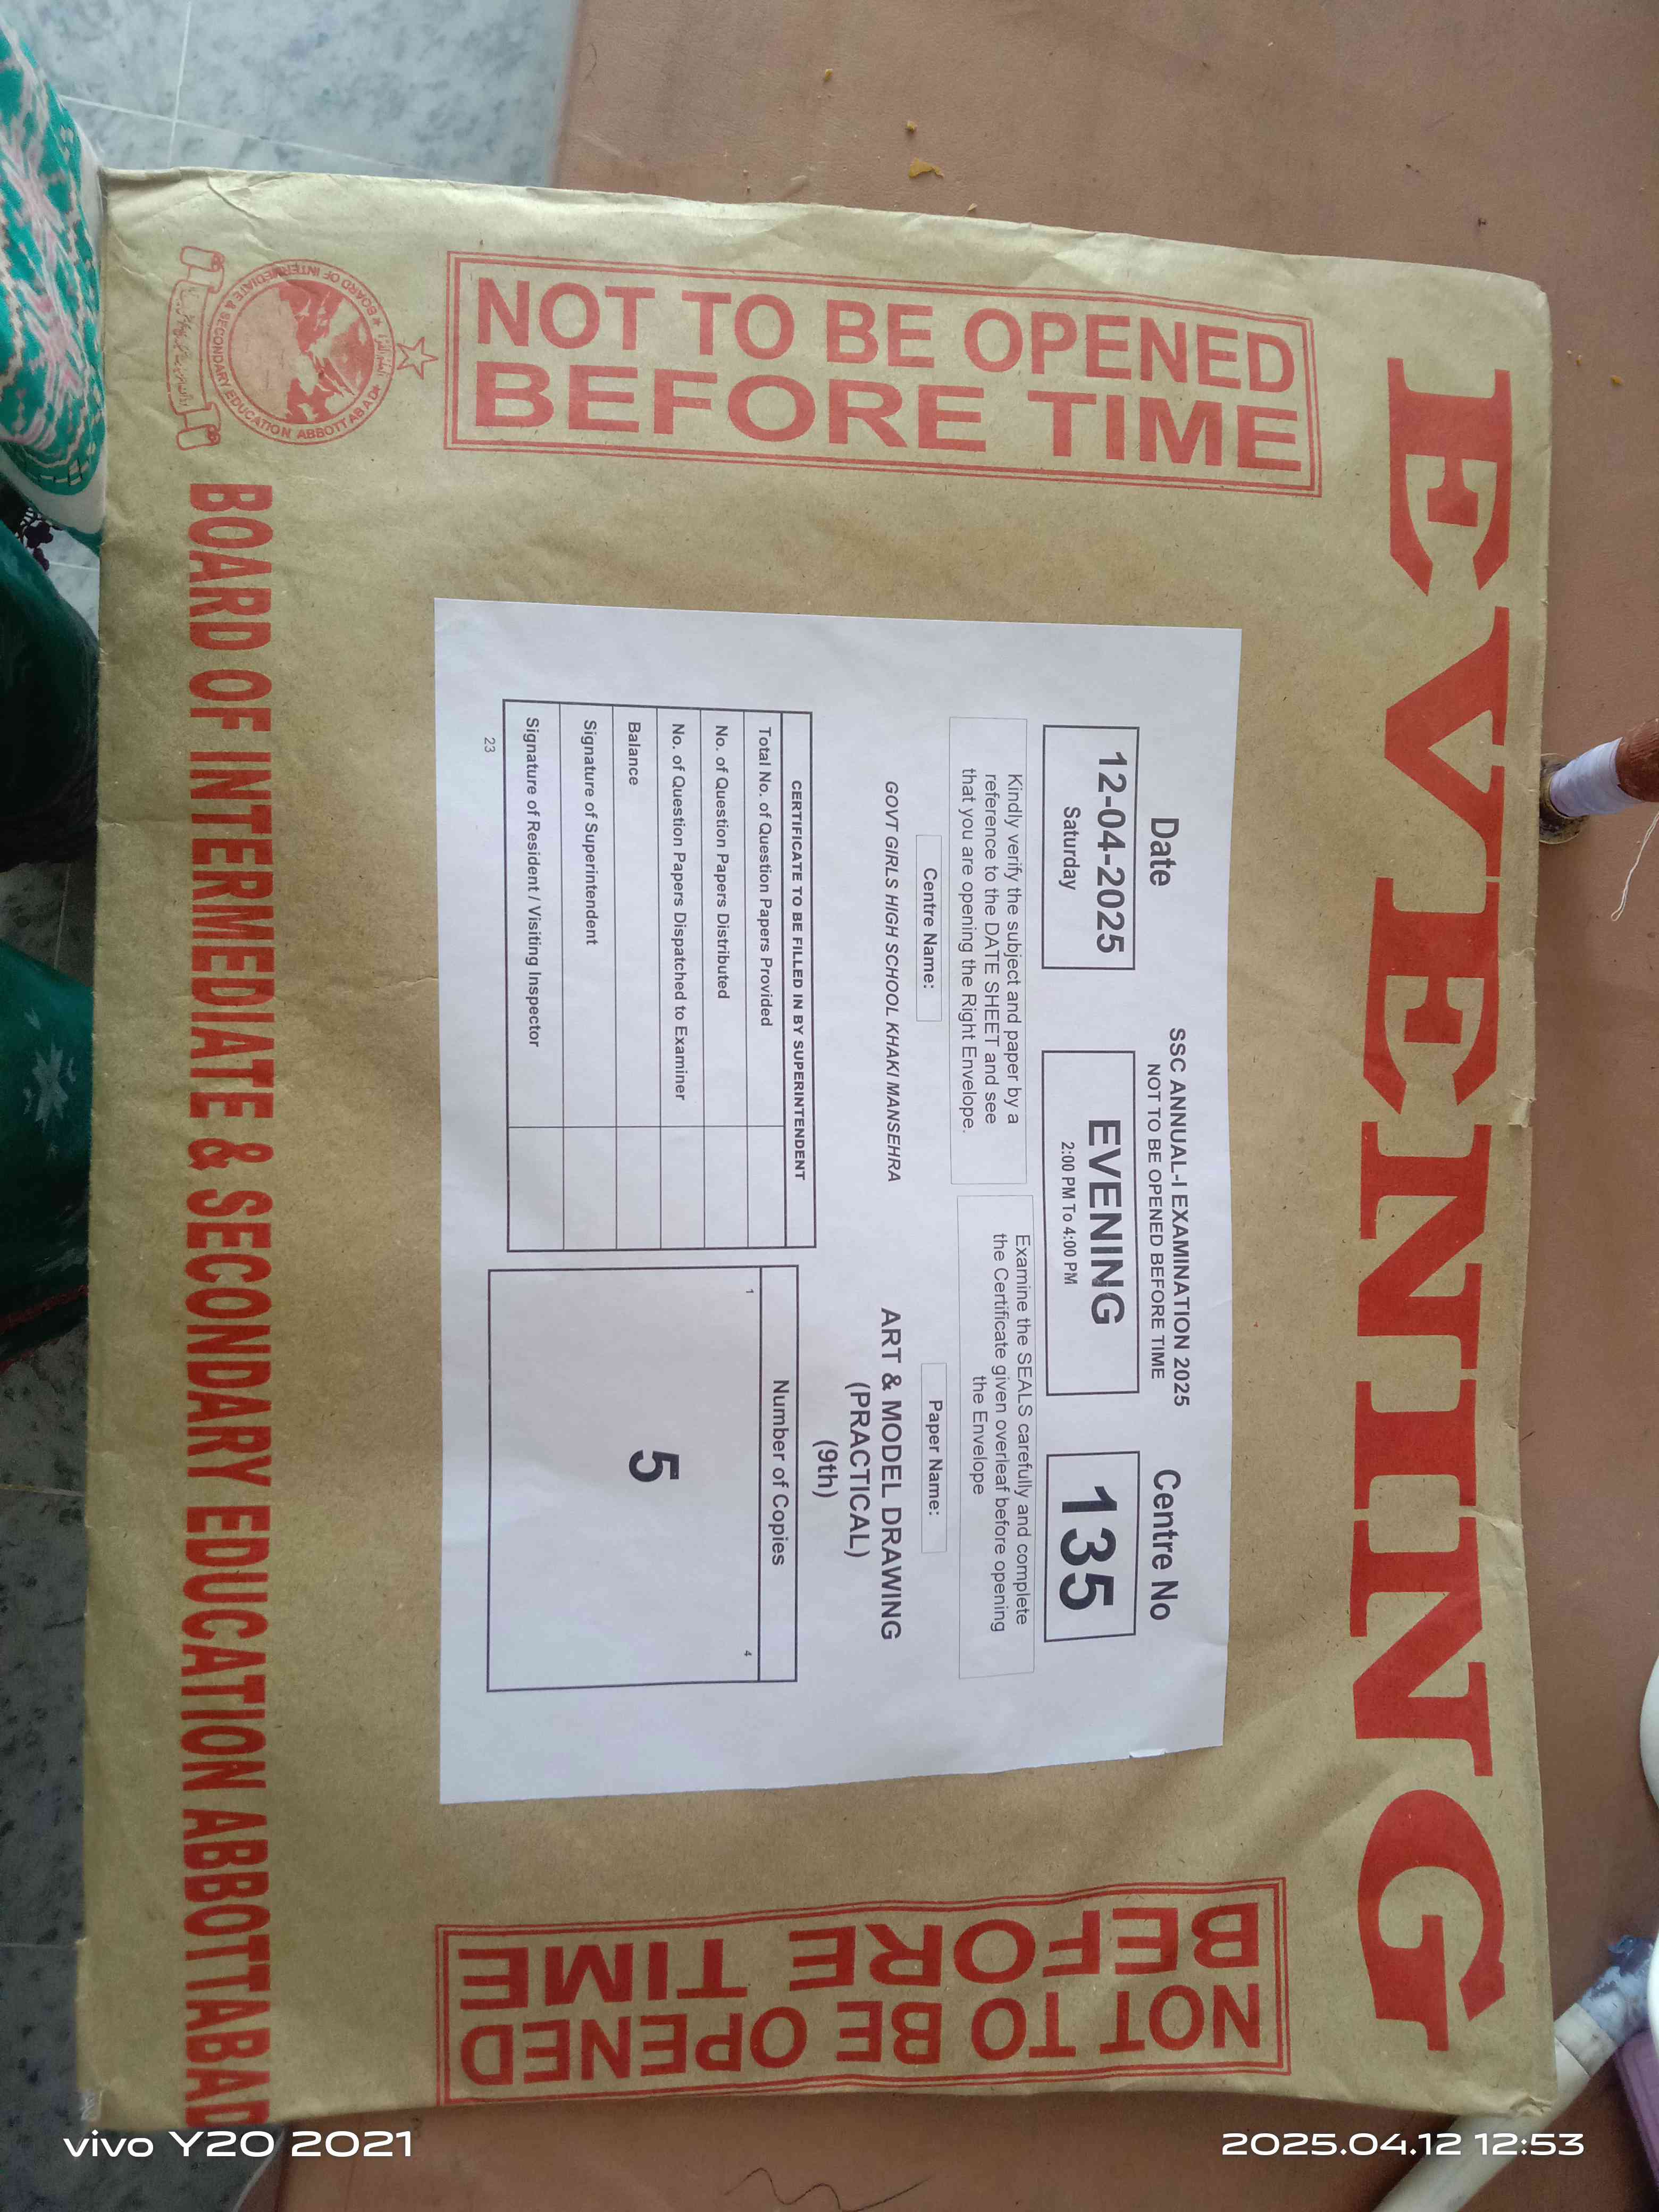 EVENING
NOT TO BE OPENED
BEFORE TIME
SSC ANNUAL-I EXAMINATION 2025
NOT TO BE OPENED BEFORE TIME
Date
12-04-2025
Saturday
EVENING
2:00 PM To 4:00 PM
Centre No
135
Kindly verify the subject and paper by a
reference to the DATE SHEET and see
that you are opening the Right Envelope.
Examine the SEALS carefully and complete
the Certificate given overleaf before opening
the Envelope
Centre Name:
GOVT GIRLS HIGH SCHOOL KHAKI MANSEHRA
Paper Name:
ART & MODEL DRAWING
(PRACTICAL)
(9th)
CERTIFICATE TO BE FILLED IN BY SUPERINTENDENT
Total No. of Question Papers Provided
No. of Question Papers Distributed
No. of Question Papers Dispatched to Examiner
Balance
Signature of Superintendent
Signature of Resident / Visiting Inspector
23
Number of Copies
1 4
5
NOT TO BE OPENED
BEFORE TIME
BOARD OF INTERMEDIATE & SECONDARY EDUCATION ABBOTTABAD
BOARD OF INTERMEDIATE & SECONDARY EDUCATION ABBOTTABAD
vivo Y20 2021
2025.04.12 12:53